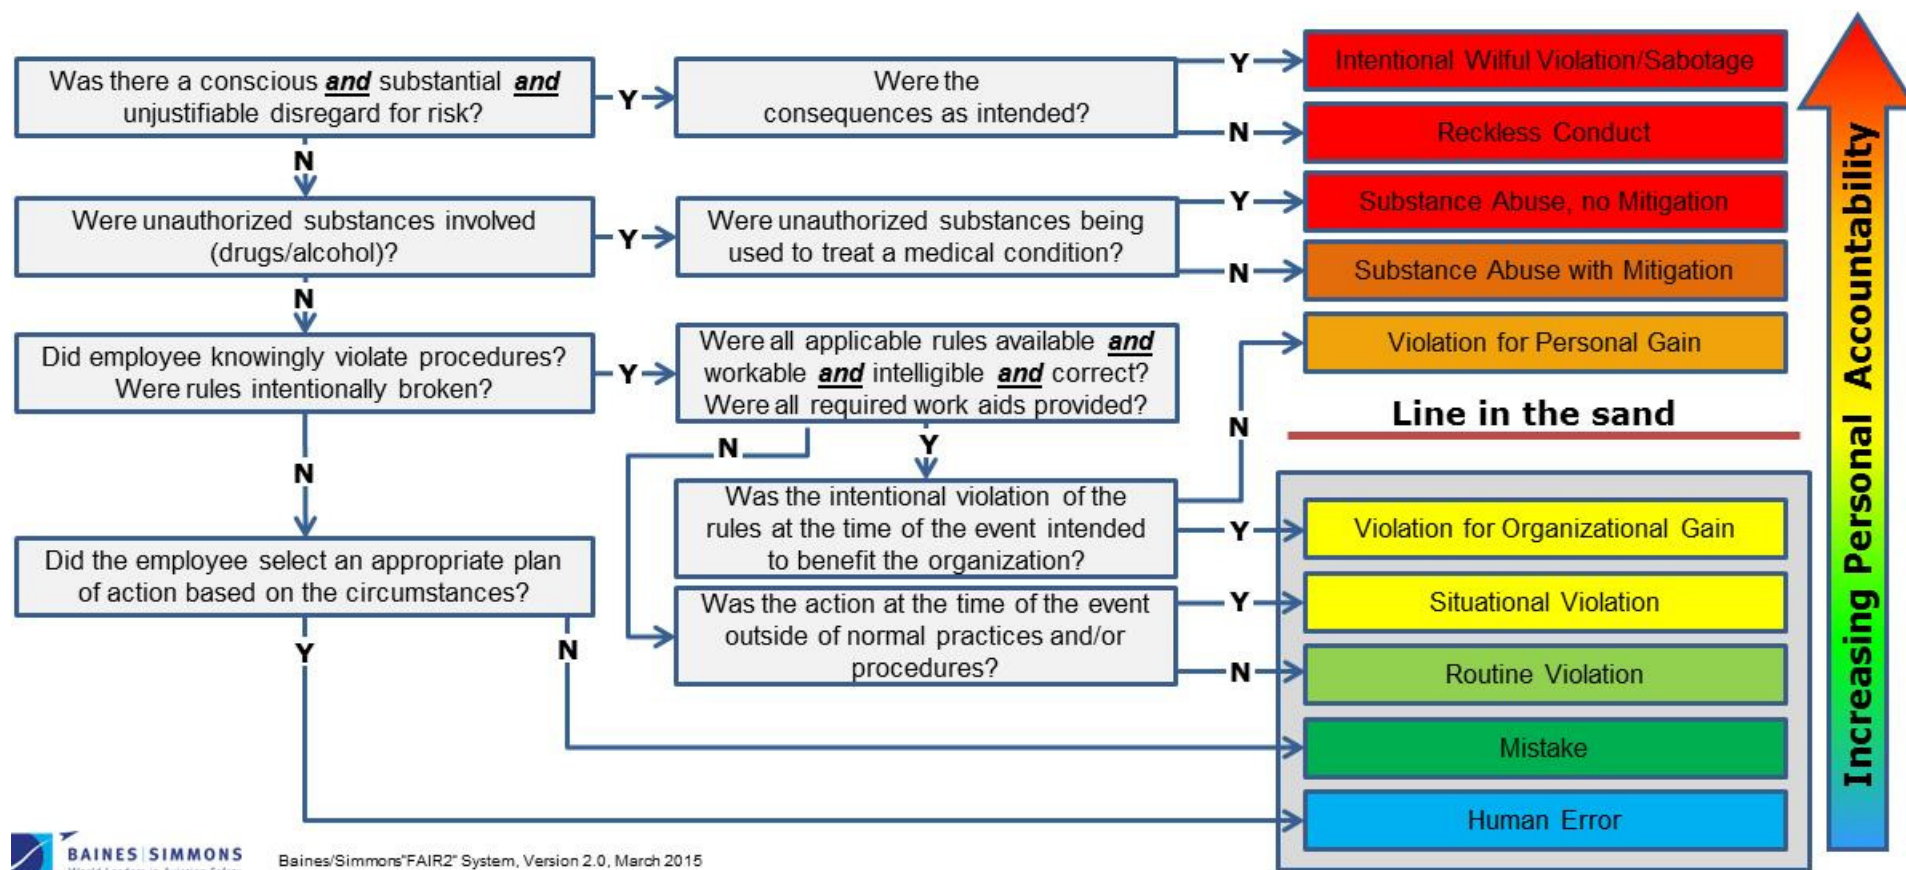 Was there a conscious and substantial and
unjustifiable disregard for risk?
Y
Were the
consequences as intended?
Y
Intentional Wilful Violation/Sabotage
N
Reckless Conduct
N
Were unauthorized substances involved
(drugs/alcohol)?
Y
Were unauthorized substances being
used to treat a medical condition?
Y
Substance Abuse, no Mitigation
N
Substance Abuse with Mitigation
N
Did employee knowingly violate procedures?
Were rules intentionally broken?
Y
Were all applicable rules available and
workable and intelligible and correct?
Were all required work aids provided?
N
Violation for Personal Gain
Line in the sand
N
Y
N
Was the intentional violation of the
rules at the time of the event intended
to benefit the organization?
Y
Violation for Organizational Gain
Did the employee select an appropriate plan
of action based on the circumstances?
Was the action at the time of the event
outside of normal practices and/or
procedures?
Y
Situational Violation
N
Routine Violation
Y
N
Mistake
Human Error
Increasing Personal Accountability
BAINES SIMMONS
World Leaders in Aviation Safety
Baines/Simmons"FAIR2" System, Version 2.0, March 2015